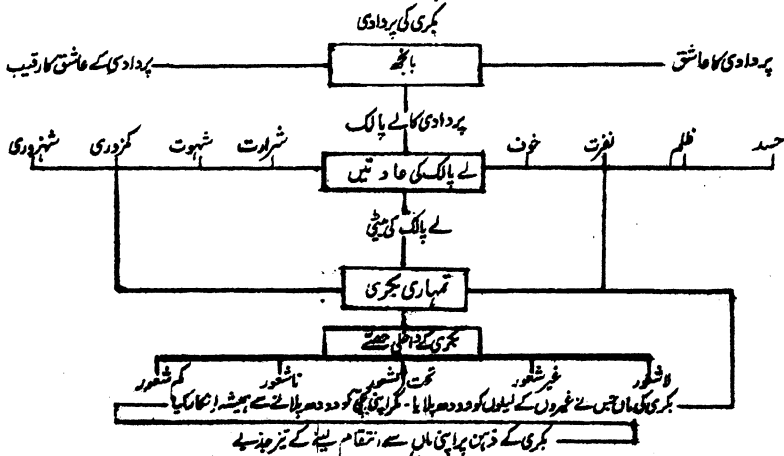 بکری کی پردادی
پردادی کا عاشق
بانجھ
پردادی کے عاشق کا رقیب
پردادی کا لے پالک
حسد ظلم نفرت خوف
شرارت شہوت کمزوری شہزوری
لے پالک کی عادتیں
لے پالک کی بیٹی
تمہاری بکری
بکری کے داخلی حصّے
لاشعور غیر شعور تحت الشعور ناشعور کم شعور
بکری کی ماں جس نے غیروں کے لیلوں کو دودھ پلایا - مگر اپنی بچی کو دودھ پلانے سے ہمیشہ انکار کیا
بکری کے ذہن پر اپنی ماں سے انتقام لینے کے تیز جذبے